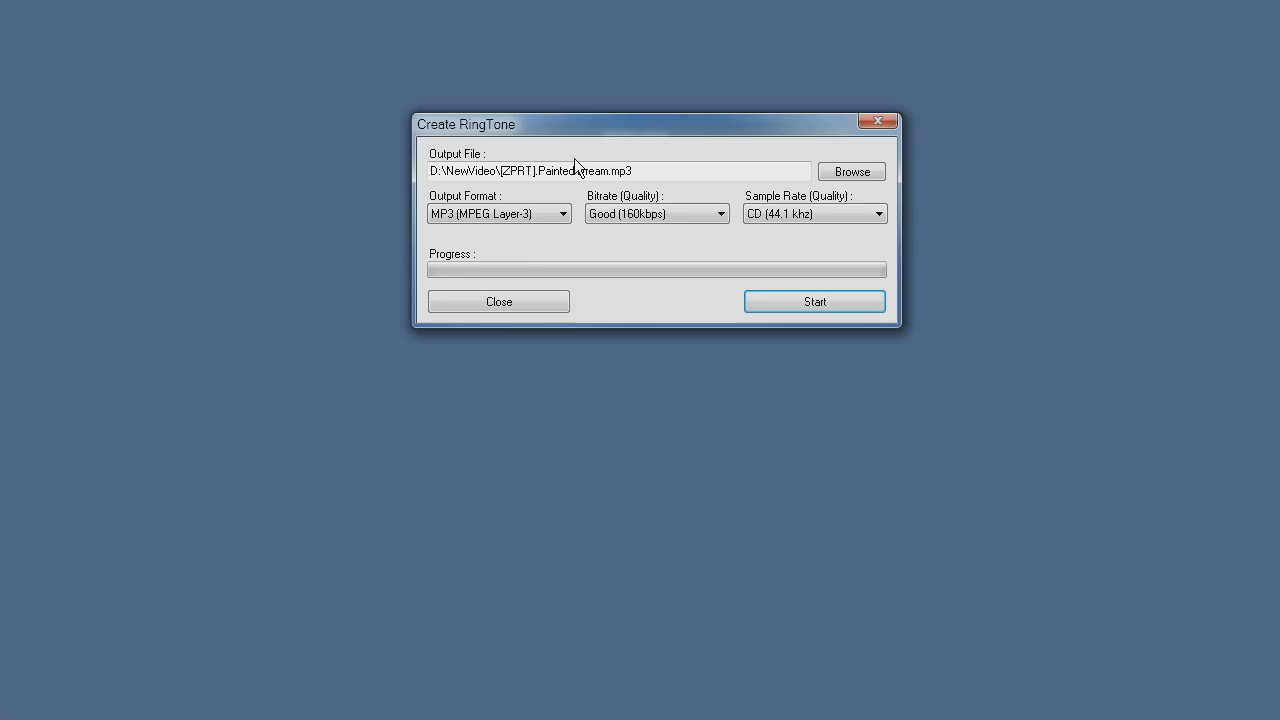 Create RingTone
Output File :
D:\NewVideo\[ZPRT].Painted ream.mp3
Browse
Output Format :
Bitrate (Quality) :
Sample Rate (Quality) :
MP3 (MPEG Layer-3)
Good (160kbps)
CD (44.1 khz)
Progress :
Close
Start